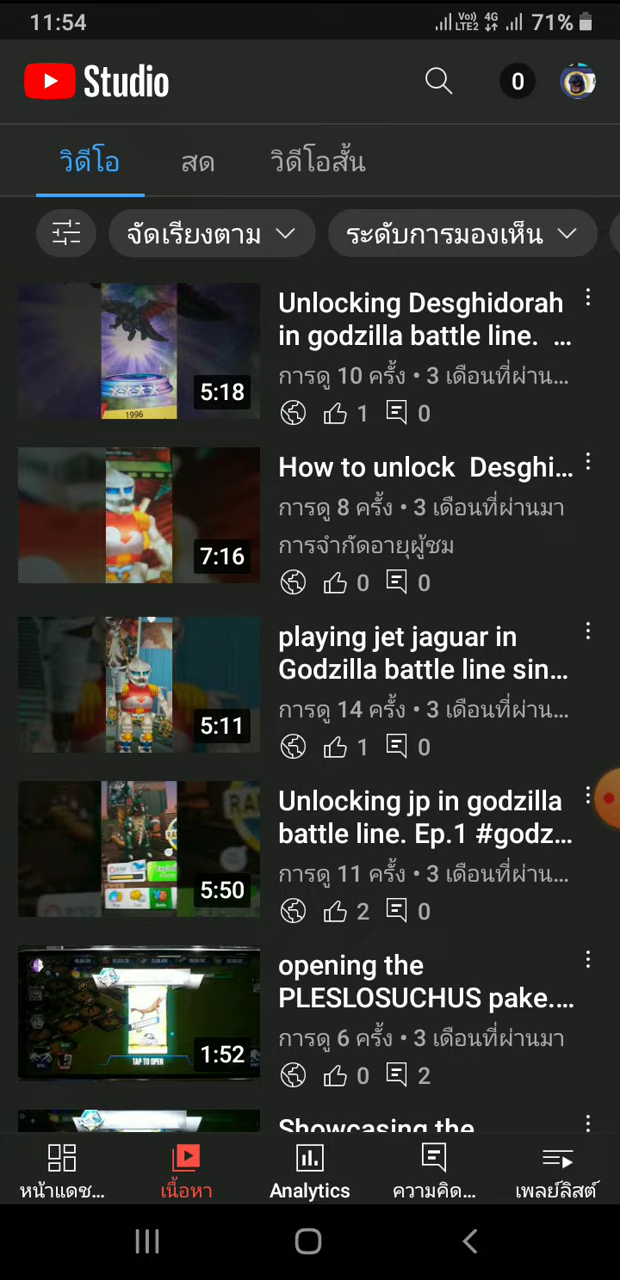 11:54
Vo))
LTE2 4G 71%
Studio
0
วิดีโอ สด วิดีโอสั้น
จัดเรียงตาม ระดับการมองเห็น
Unlocking Desghidorah
in godzilla battle line. ...
การดู 10 ครั้ง • 3 เดือนที่ผ่าน...
1 0
5:18
1996
How to unlock Desghi...
การดู 8 ครั้ง • 3 เดือนที่ผ่านมา
การจำกัดอายุผู้ชม
0 0
7:16
playing jet jaguar in
Godzilla battle line sin...
การดู 14 ครั้ง • 3 เดือนที่ผ่าน...
1 0
5:11
Unlocking jp in godzilla
battle line. Ep.1 #godz...
การดู 11 ครั้ง • 3 เดือนที่ผ่าน...
2 0
5:50
opening the
PLESLOSUCHUS pake....
การดู 6 ครั้ง • 3 เดือนที่ผ่านมา
0 2
1:52
TAP TO OPEN
Showcasing the
หน้าแดช... เนื้อหา Analytics ความคิด... เพลย์ลิสต์